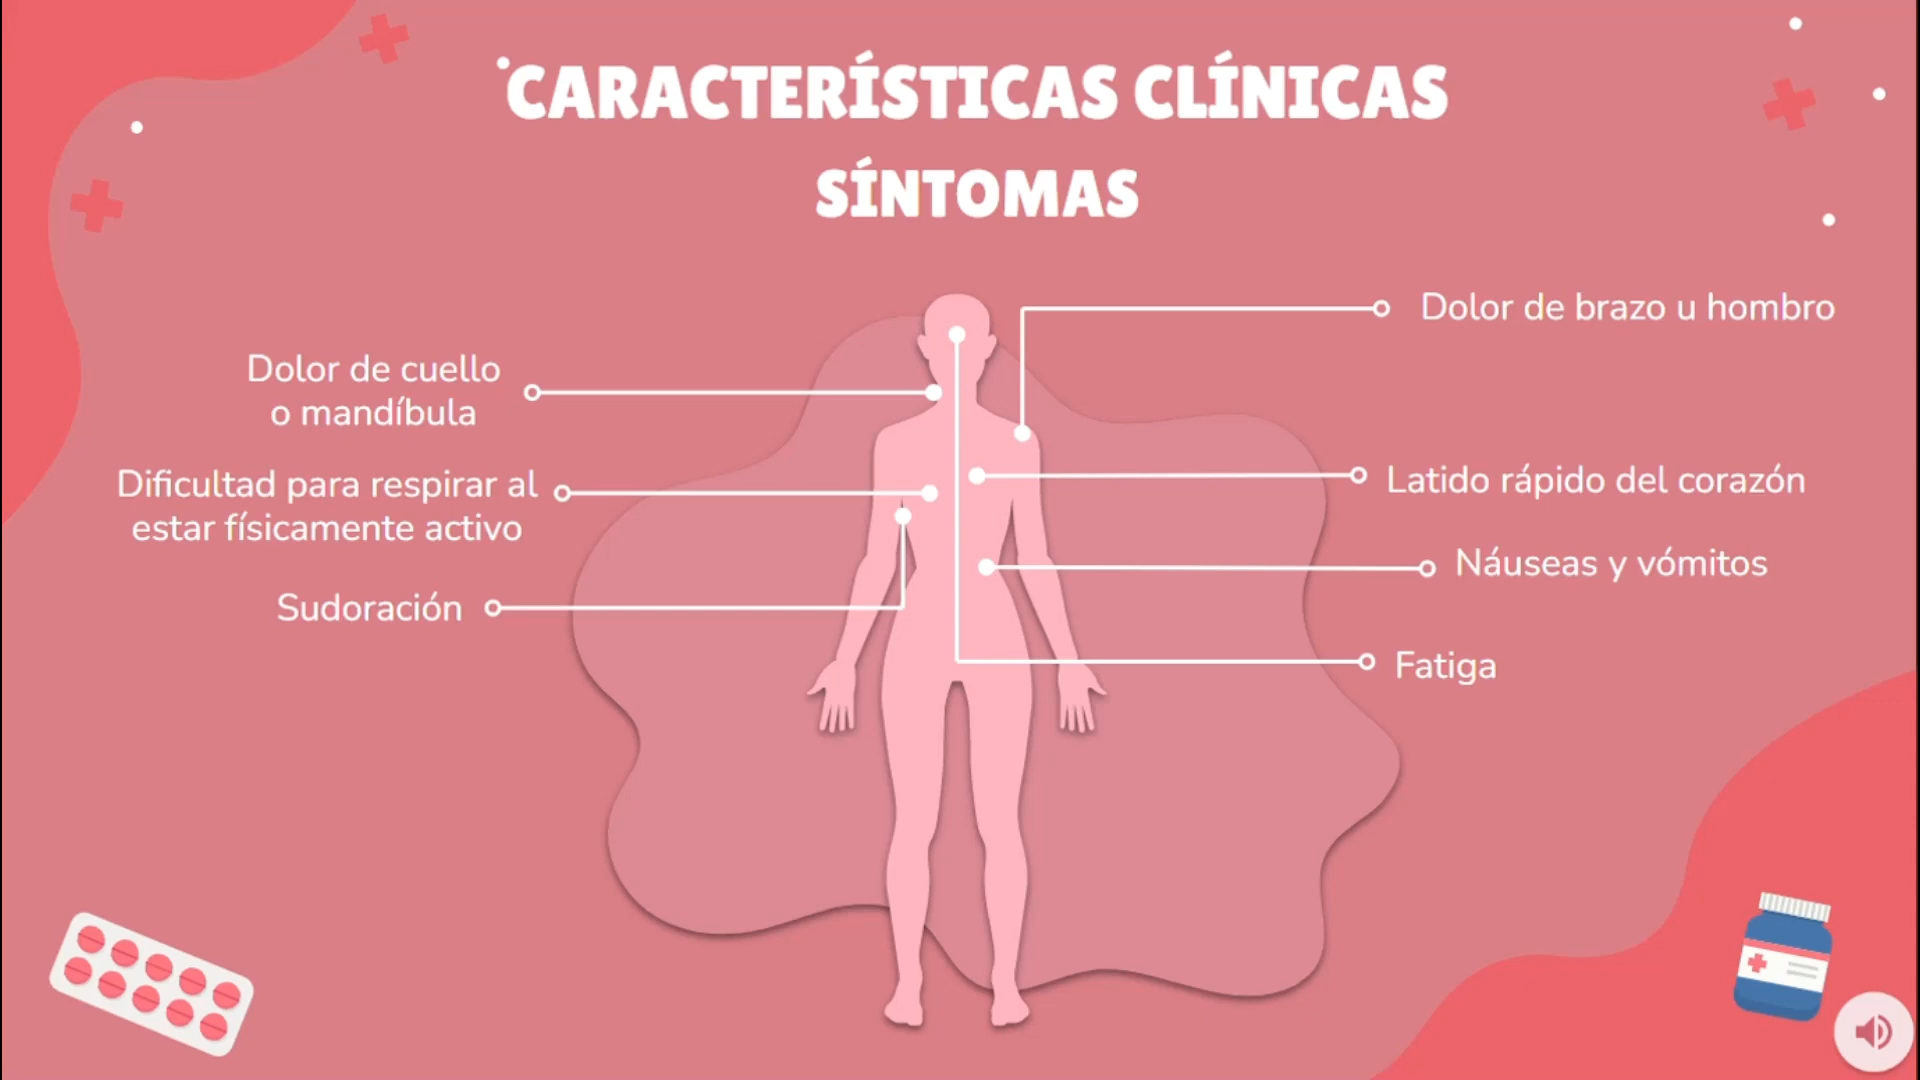 CARACTERÍSTICAS CLÍNICAS
SÍNTOMAS
Dolor de cuello
o mandíbula
Dificultad para respirar al
estar físicamente activo
Sudoración
Dolor de brazo u hombro
Latido rápido del corazón
Náuseas y vómitos
Fatiga